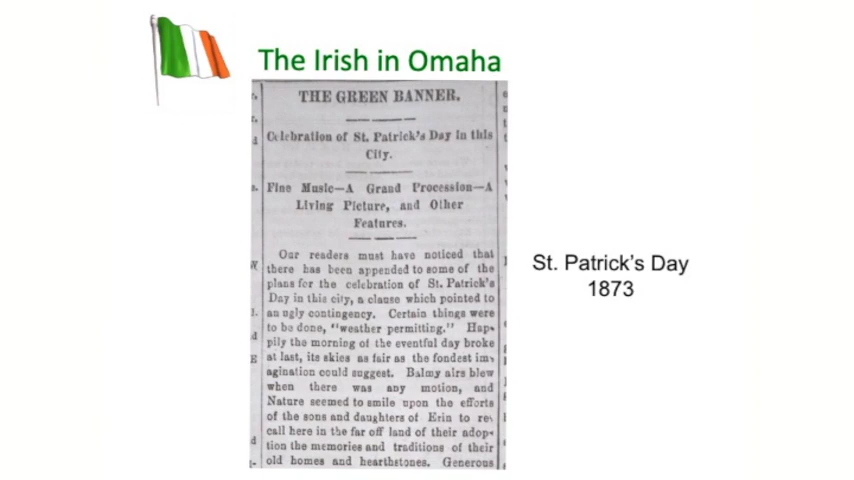 The Irish in Omaha
THE GREEN BANNER.
Celebration of St. Patrick's Day in this
City.
Fine Music—A Grand Procession—A
Living Picture, and Other
Features.
Our readers must have noticed that
there has been appended to some of the
plans for the celebration of St. Patrick's
Day in this city, a clause which pointed to
an ugly contingency. Certain things were
to be done, "weather permitting." Hap-
pily the morning of the eventful day broke
at last, its skies as fair as the fondest im-
agination could suggest. Balmy airs blew
when there was any motion, and
Nature seemed to smile upon the efforts
of the sons and daughters of Erin to re-
call here in the far off land of their adop-
tion the memories and traditions of their
old homes and hearthstones. Generous
St. Patrick's Day
1873